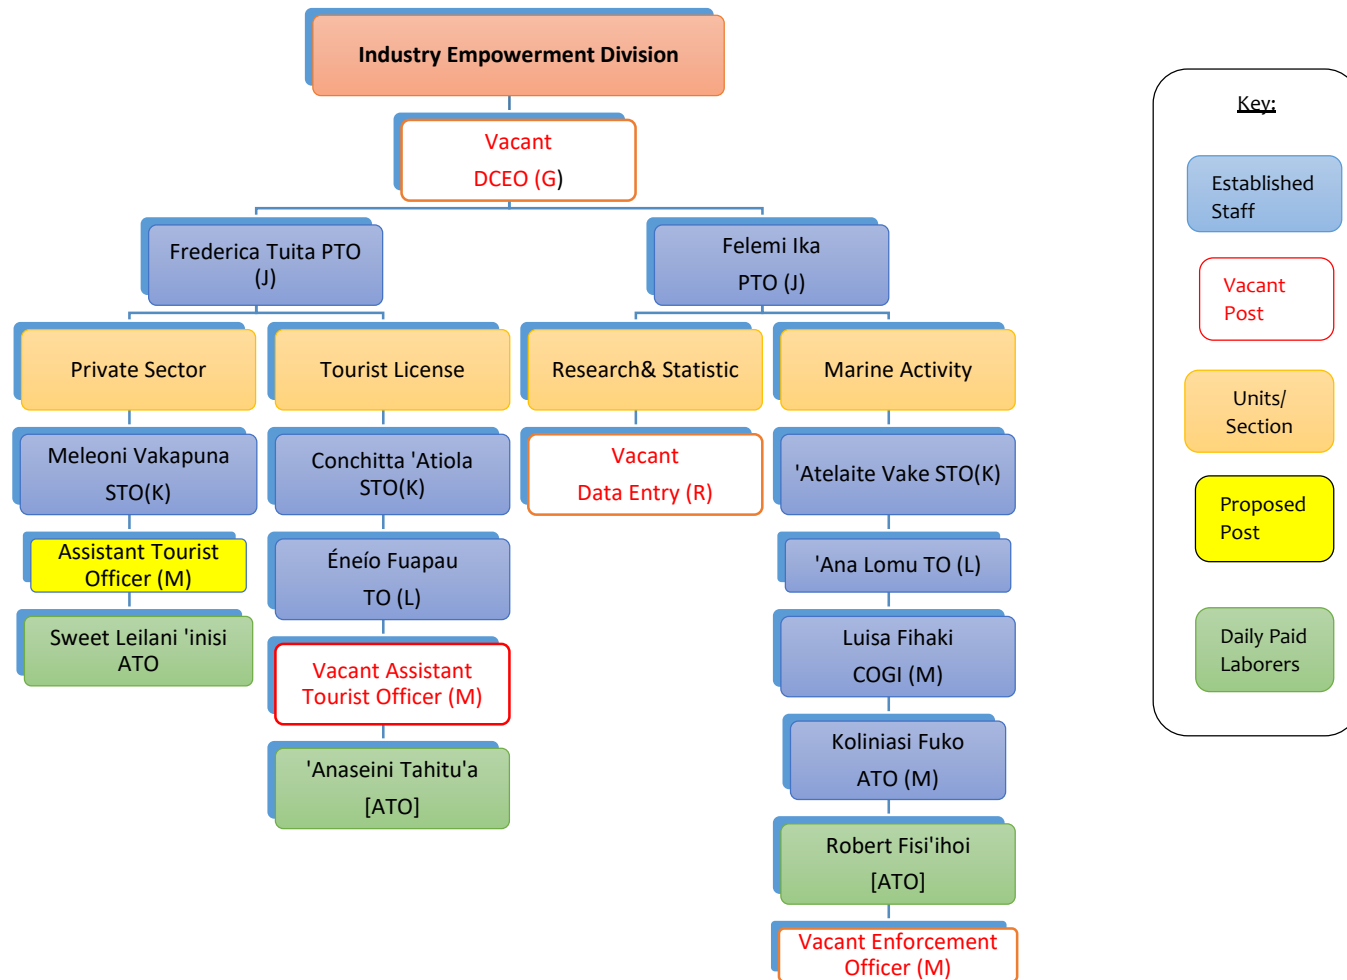 Industry Empowerment Division
Vacant
DCEO (G)
Frederica Tuita PTO
(J)
Felemi Ika
PTO (J)
Private Sector
Tourist License
Research& Statistic
Marine Activity
Meleoni Vakapuna
STO(K)
Conchitta 'Atiola
STO(K)
Vacant
Data Entry (R)
'Atelaite Vake STO(K)
Assistant Tourist
Officer (M)
Éneío Fuapau
TO (L)
'Ana Lomu TO (L)
Sweet Leilani 'inisi
ATO
Vacant Assistant
Tourist Officer (M)
Luisa Fihaki
COGI (M)
'Anaseini Tahitu'a
[ATO]
Koliniasi Fuko
ATO (M)
Robert Fisi'ihoi
[ATO]
Vacant Enforcement
Officer (M)
Key:
Established
Staff
Vacant
Post
Units/
Section
Proposed
Post
Daily Paid
Laborers